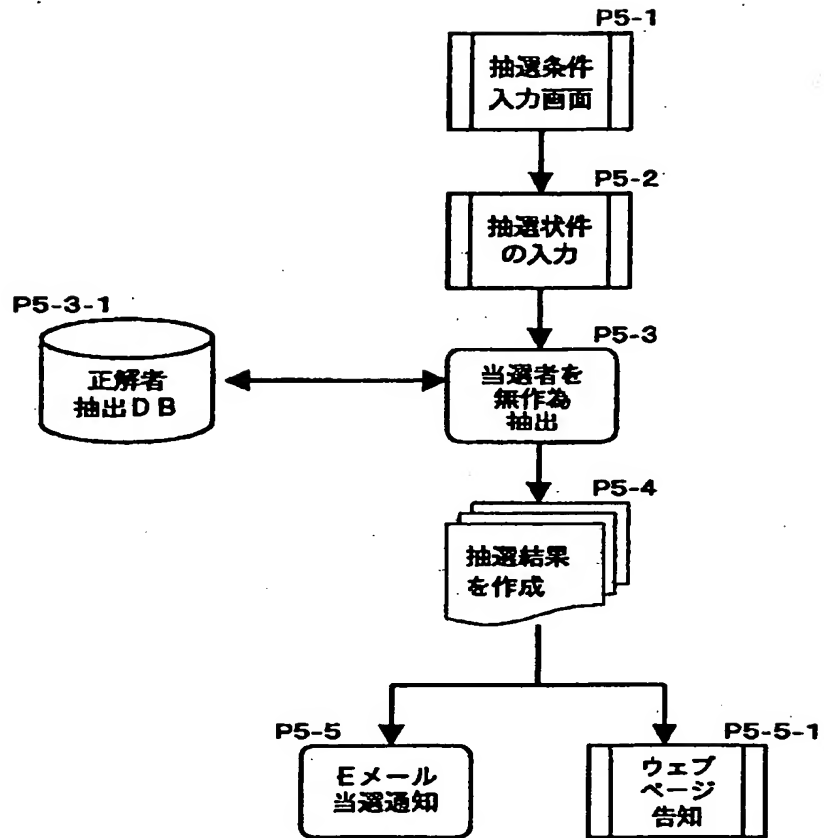 P5-1
抽選条件
入力画面
P5-2
抽選状件
の入力
P5-3-1
正解者
抽出DB
P5-3
当選者を
無作為
抽出
P5-4
抽選結果
を作成
P5-5
Eメール
当選通知
P5-5-1
ウェブ
ページ
告知